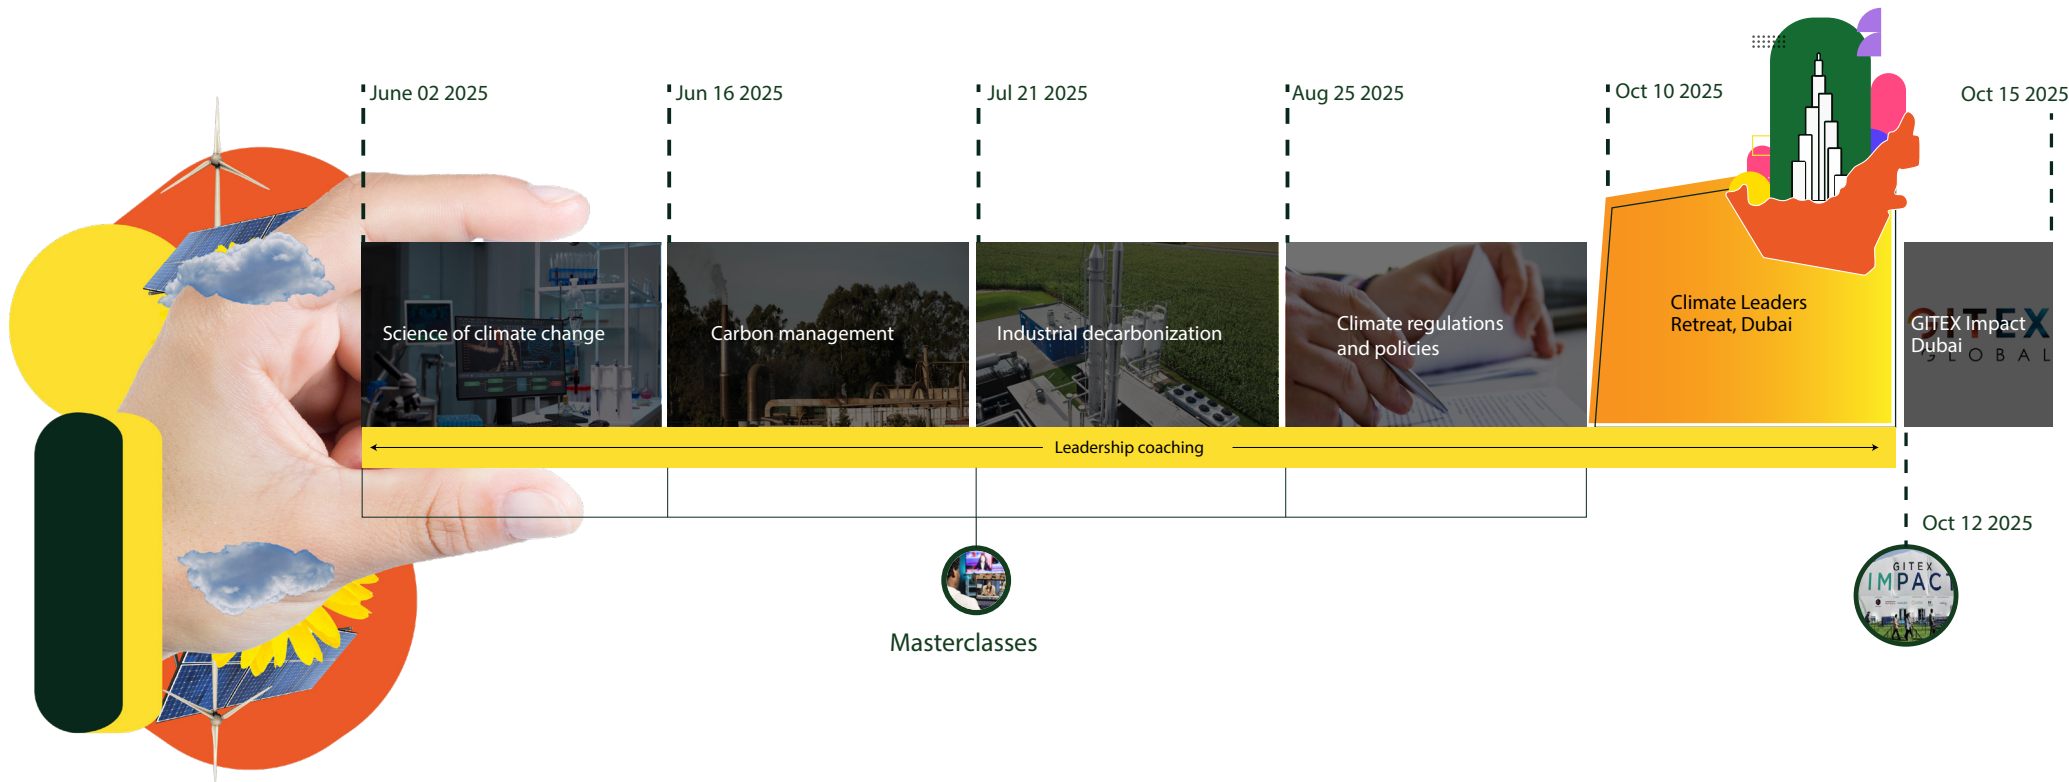 June 02 2025
Jun 16 2025
Jul 21 2025
Aug 25 2025
Oct 10 2025
Oct 15 2025
Science of climate change
Carbon management
Industrial decarbonization
Climate regulations
and policies
Climate Leaders
Retreat, Dubai
GITEX Impact
Dubai
GITEX
GLOBAL
Leadership coaching
Oct 12 2025
GITEX
IMPACT
Masterclasses